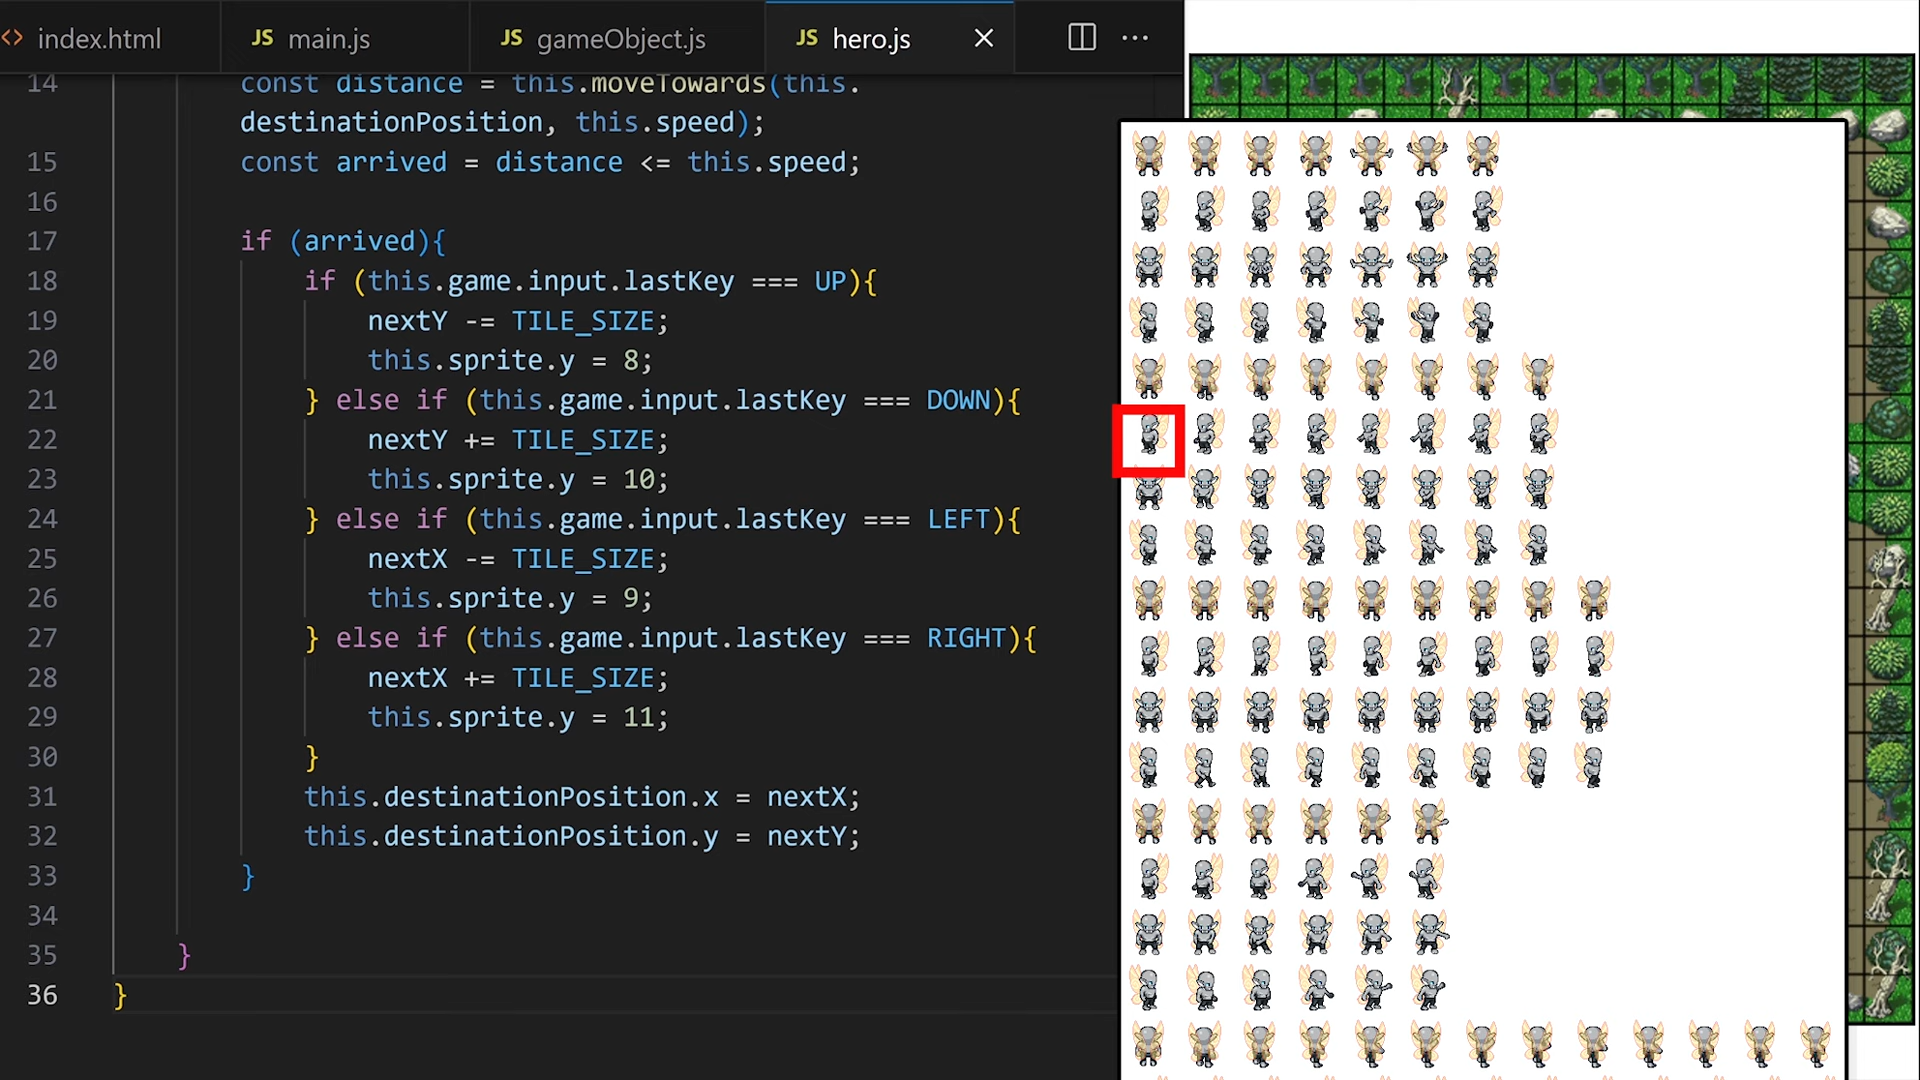 <> index.html JS main.js JS gameObject.js JS hero.js × ···
14 const distance = this.moveTowards(this.
destinationPosition, this.speed);
15 const arrived = distance <= this.speed;
16
17 if (arrived){
18 if (this.game.input.lastKey === UP){
19 nextY -= TILE_SIZE;
20 this.sprite.y = 8;
21 } else if (this.game.input.lastKey === DOWN){
22 nextY += TILE_SIZE;
23 this.sprite.y = 10;
24 } else if (this.game.input.lastKey === LEFT){
25 nextX -= TILE_SIZE;
26 this.sprite.y = 9;
27 } else if (this.game.input.lastKey === RIGHT){
28 nextX += TILE_SIZE;
29 this.sprite.y = 11;
30 }
31 this.destinationPosition.x = nextX;
32 this.destinationPosition.y = nextY;
33 }
34
35 }
36 }